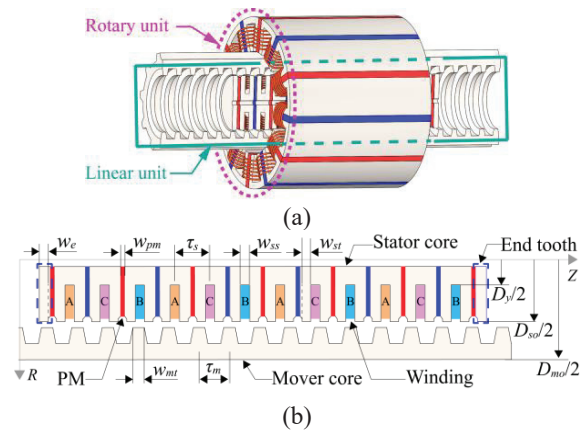 Rotary unit
Linear unit
(a)
w_e w_pm τ_s w_ss w_st Stator core End tooth
Z
A C B A C B A C B A C B
D_y/2
D_so/2
D_mo/2
R PM w_mt τ_m Mover core Winding
(b)